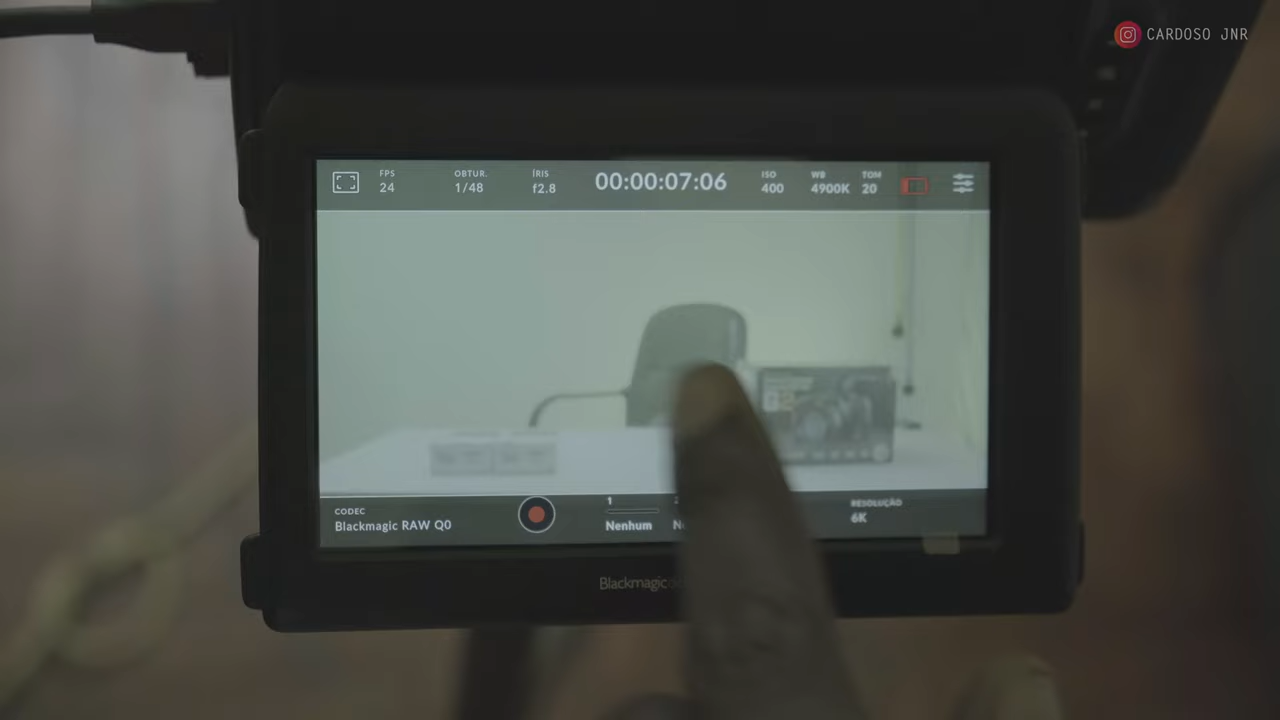 CARDOSO JNR
FPS
24
OBTUR.
1/48
ÍRIS
f2.8
00:00:07:06
ISO
400
WB
4900K
TOM
20
CODEC
Blackmagic RAW Q0
1
Nenhum
RESOLUÇÃO
6K
Blackmagic